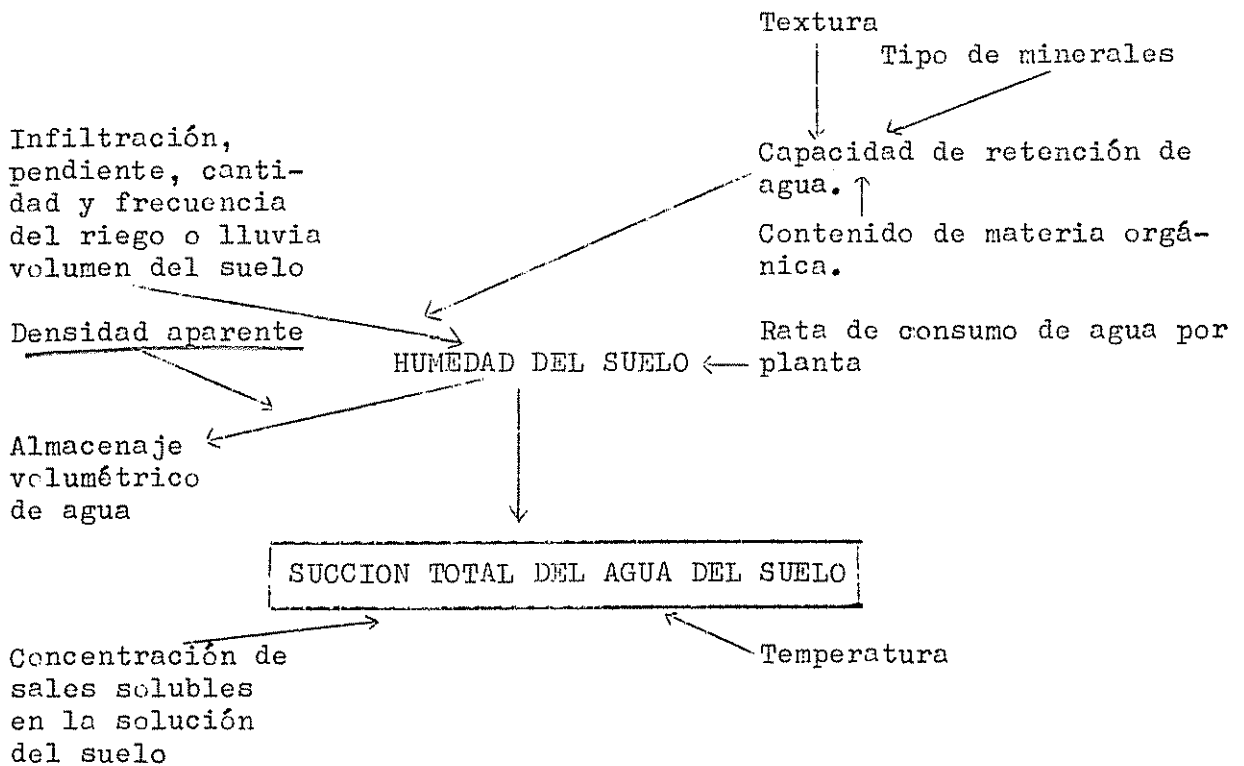 Textura
Tipo de minerales
Infiltración,
pendiente, canti-
dad y frecuencia
del riego o lluvia
volumen del suelo
Capacidad de retención de
agua.
Contenido de materia orgá-
nica.
Densidad aparente
Rata de consumo de agua por
planta
HUMEDAD DEL SUELO
Almacenaje
volumétrico
de agua
SUCCION TOTAL DEL AGUA DEL SUELO
Concentración de
sales solubles
en la solución
del suelo
Temperatura